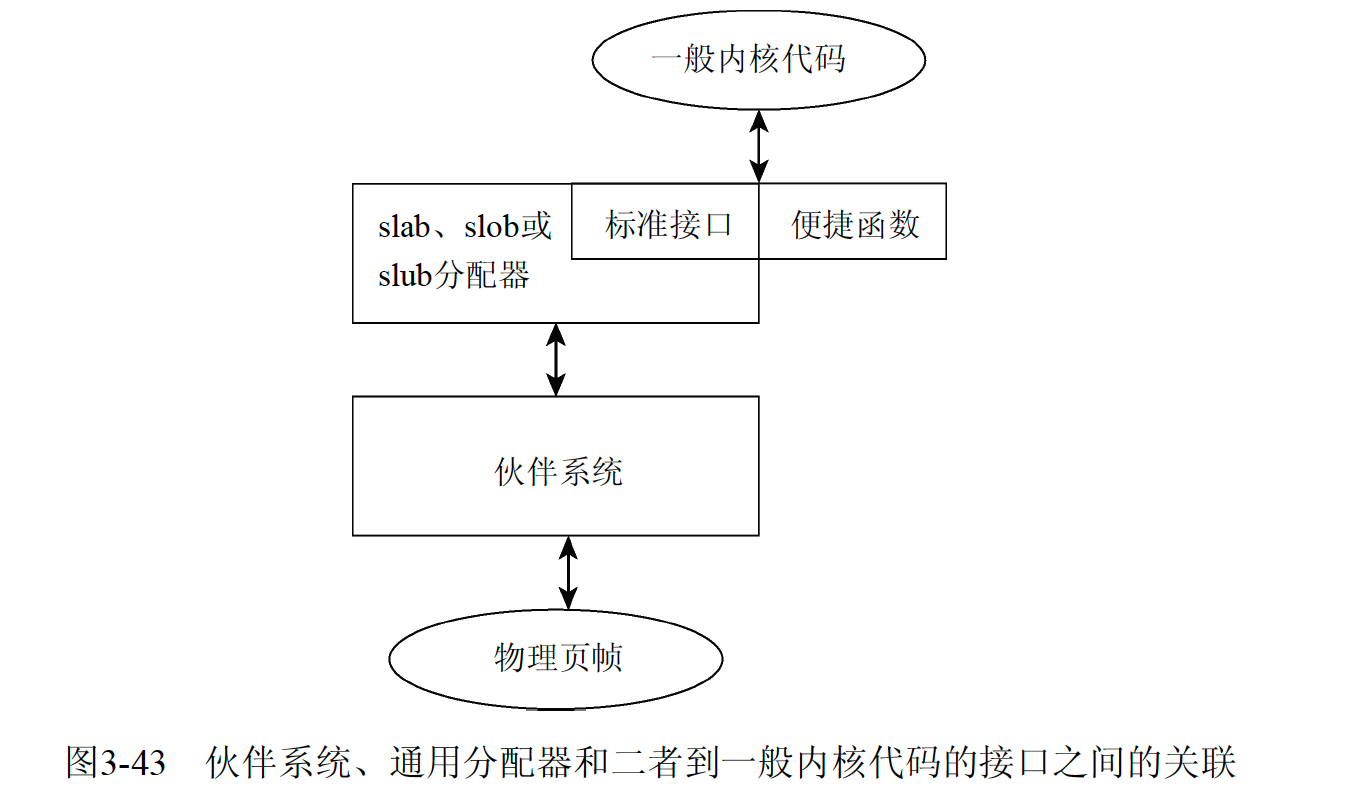 一般内核代码
slab、slob或
slub分配器
标准接口
便捷函数
伙伴系统
物理页帧
图3-43 伙伴系统、通用分配器和二者到一般内核代码的接口之间的关联